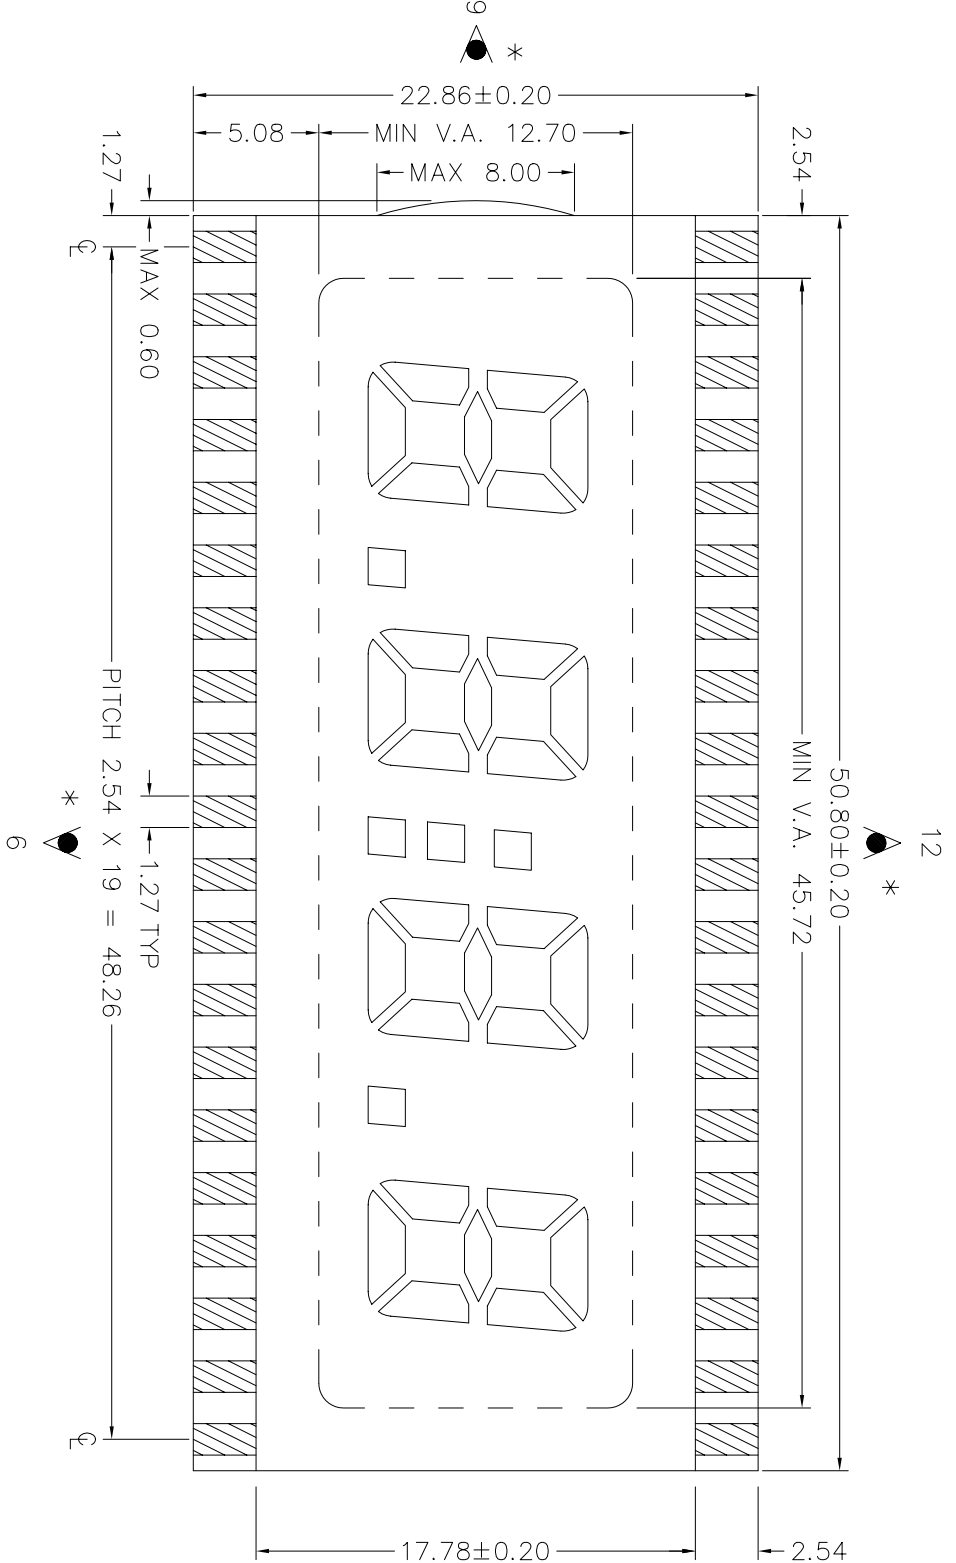 9
*
22.86±0.20
5.08
MIN V.A. 12.70
MAX 8.00
1.27
2.54
℄
MAX 0.60
PITCH 2.54 X 19 = 48.26
1.27 TYP
MIN V.A. 45.72
50.80±0.20
*
6
12
*
℄
17.78±0.20
2.54